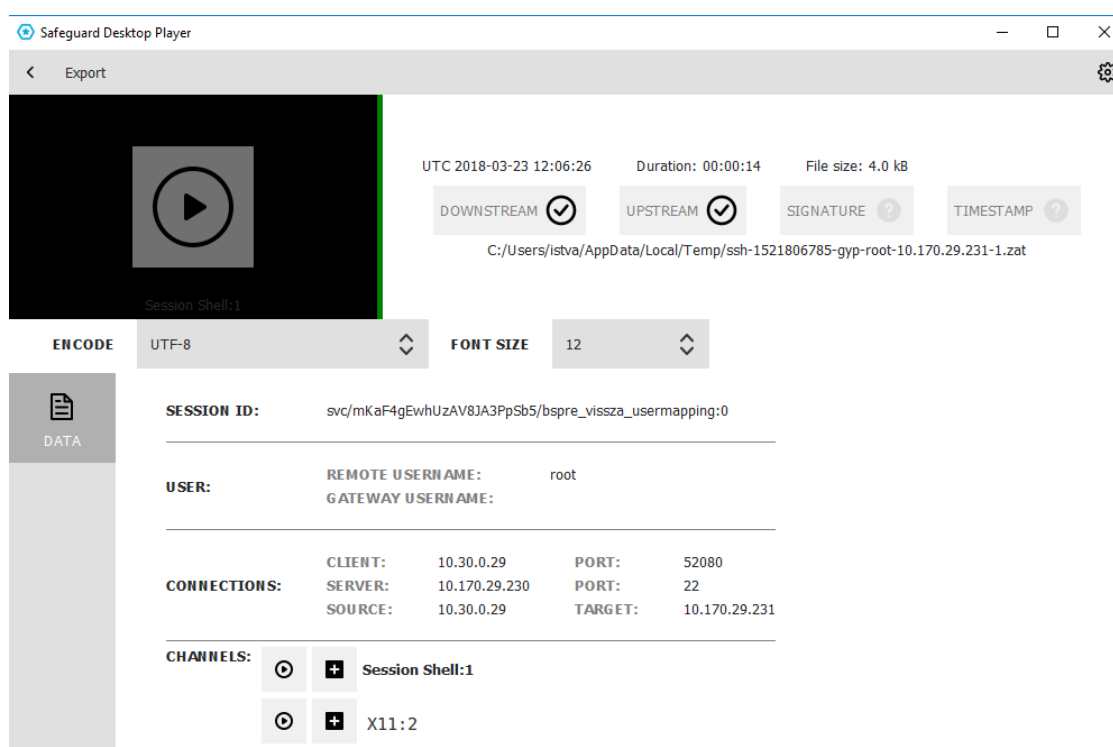 Safeguard Desktop Player
Export
UTC 2018-03-23 12:06:26 Duration: 00:00:14 File size: 4.0 kB
DOWNSTREAM UPSTREAM SIGNATURE ? TIMESTAMP ?
C:/Users/istva/AppData/Local/Temp/ssh-1521806785-gyp-root-10.170.29.231-1.zat
Session Shell:1
ENCODE UTF-8 FONT SIZE 12
DATA
SESSION ID: svc/mKaF4gEwhUzAV8JA3PpSb5/bspre_vissza_usermapping:0
USER:
REMOTE USERNAME: root
GATEWAY USERNAME:
CONNECTIONS:
CLIENT: 10.30.0.29 PORT: 52080
SERVER: 10.170.29.230 PORT: 22
SOURCE: 10.30.0.29 TARGET: 10.170.29.231
CHANNELS:
Session Shell:1
X11:2